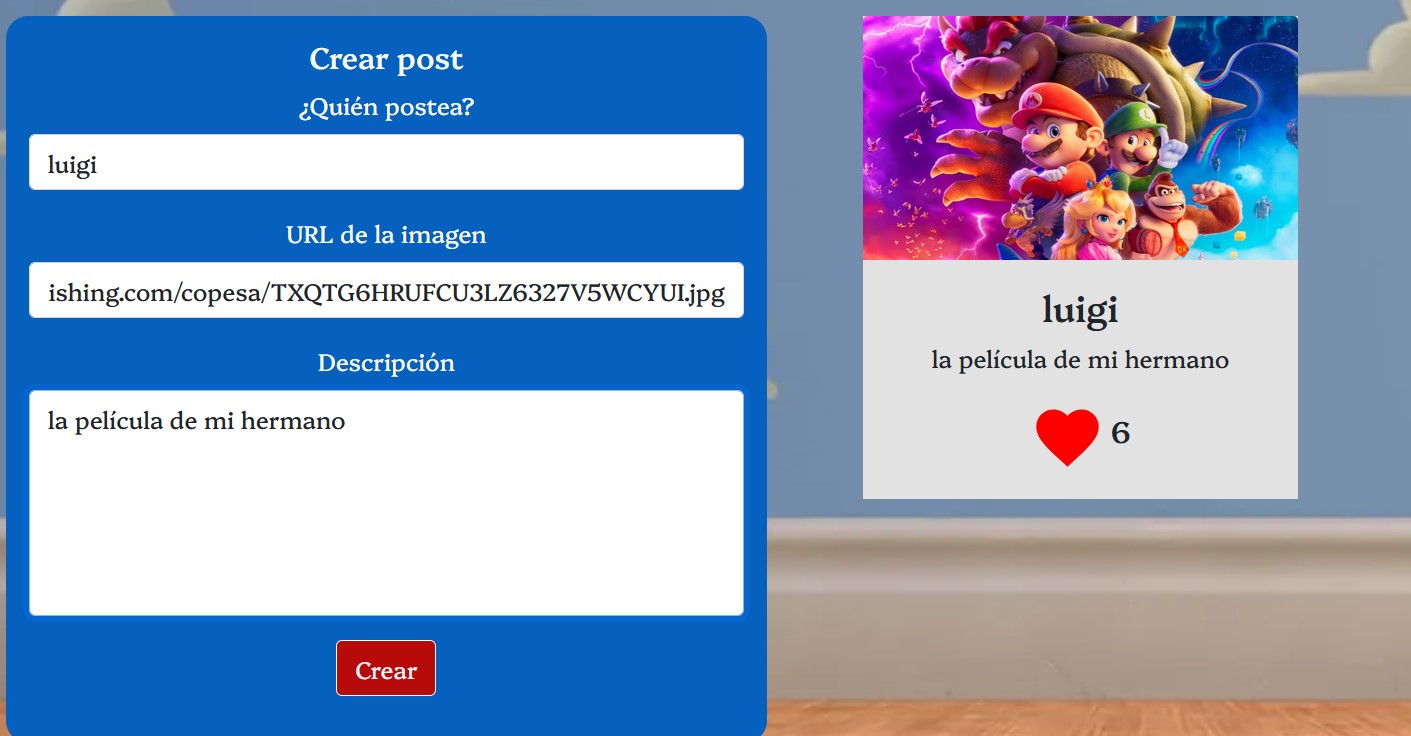 Crear post
¿Quién postea?
luigi
URL de la imagen
ishing.com/copesa/TXQTG6HRUFCU3LZ6327V5WCYUI.jpg
Descripción
la película de mi hermano
Crear
luigi
la película de mi hermano
6